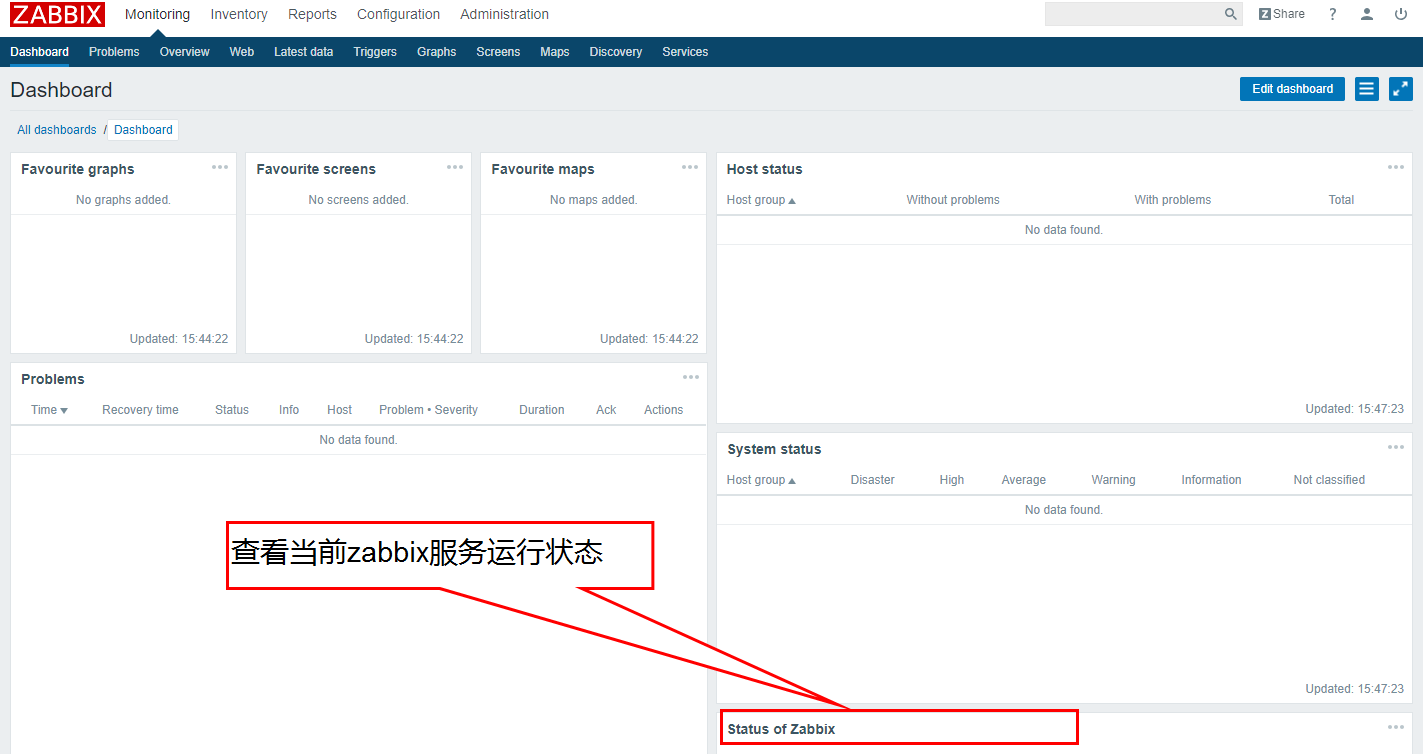 ZABBIX Monitoring Inventory Reports Configuration Administration Share ?
Dashboard Problems Overview Web Latest data Triggers Graphs Screens Maps Discovery Services
Dashboard Edit dashboard
All dashboards / Dashboard
Favourite graphs
No graphs added.
Updated: 15:44:22
Favourite screens
No screens added.
Updated: 15:44:22
Favourite maps
No maps added.
Updated: 15:44:22
Host status
Host group Without problems With problems Total
No data found.
Updated: 15:47:23
Problems
Time Recovery time Status Info Host Problem • Severity Duration Ack Actions
No data found.
System status
Host group Disaster High Average Warning Information Not classified
No data found.
Updated: 15:47:23
查看当前zabbix服务运行状态
Status of Zabbix